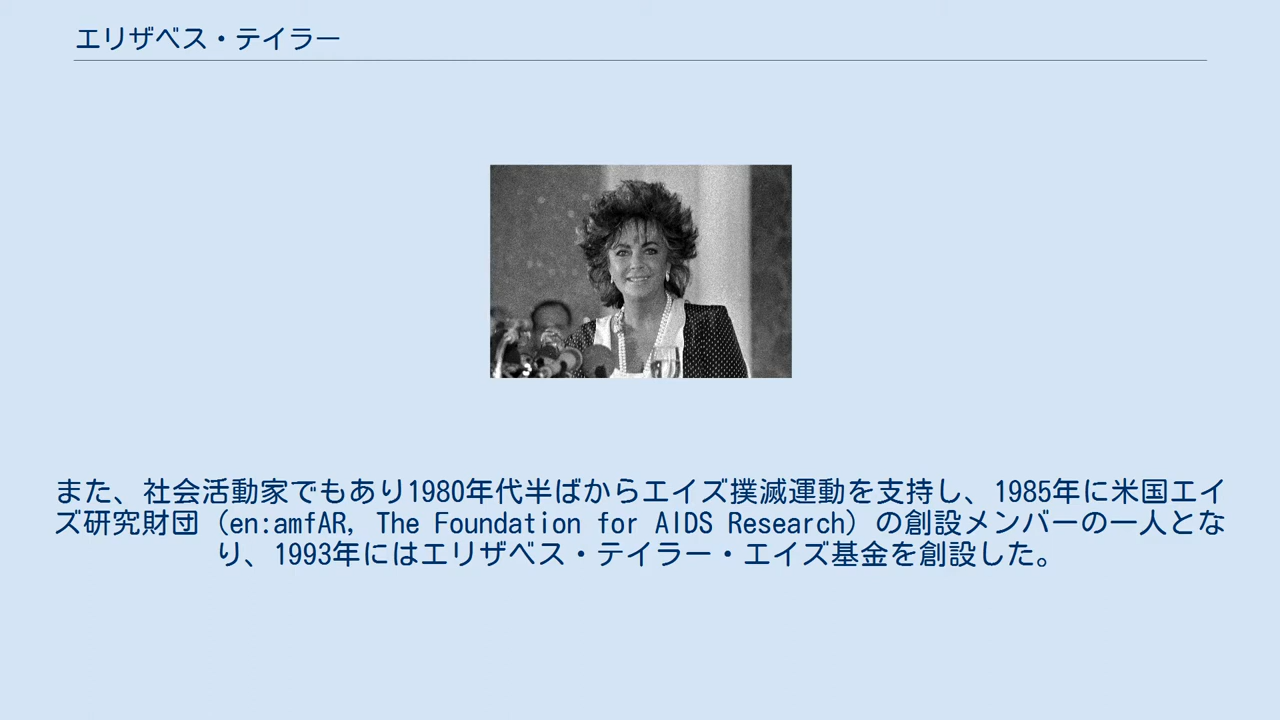 エリザベス・テイラー
また、社会活動家でもあり1980年代半ばからエイズ撲滅運動を支持し、1985年に米国エイ
ズ研究財団（en:amfAR, The Foundation for AIDS Research）の創設メンバーの一人とな
り、1993年にはエリザベス・テイラー・エイズ基金を創設した。